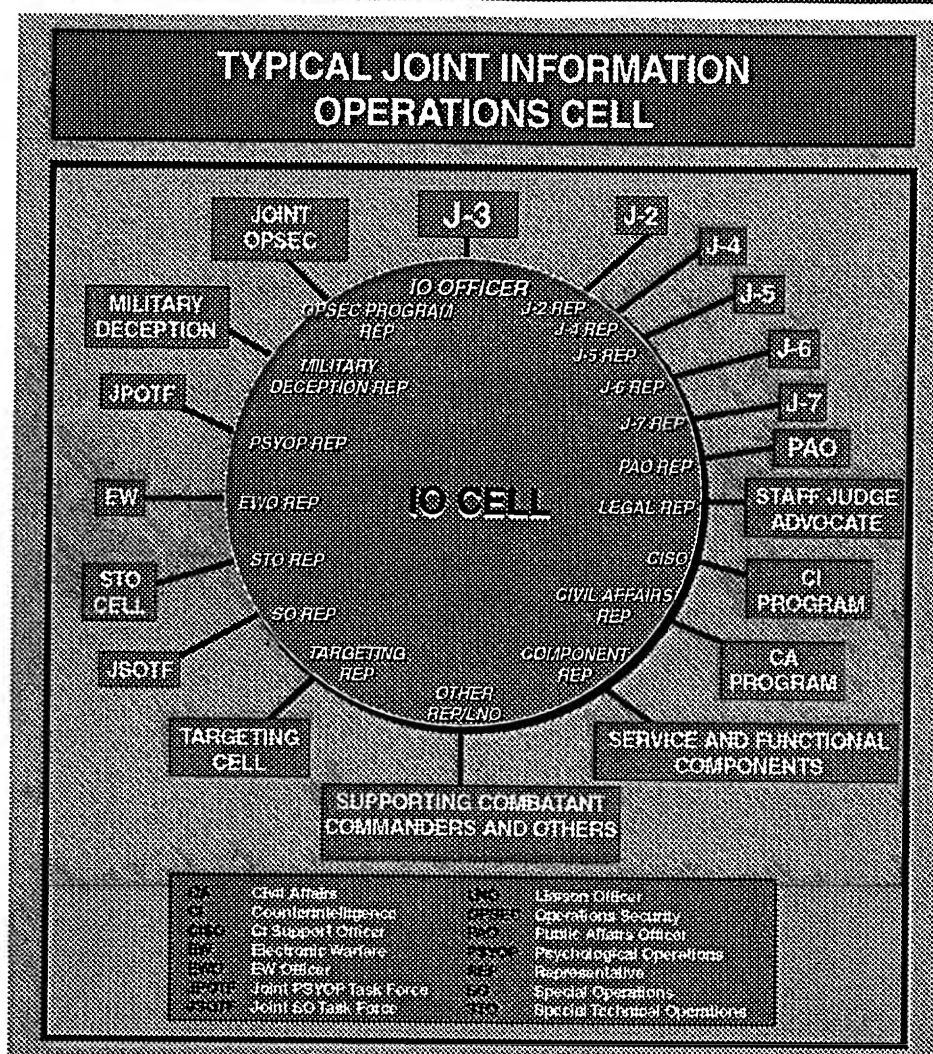 TYPICAL JOINT INFORMATION
OPERATIONS CELL
JOINT
OPSEC
J-3
J-2
J-4
J-5
J-6
J-7
PAO
STAFF JUDGE
ADVOCATE
CI
PROGRAM
CA
PROGRAM
SERVICE AND FUNCTIONAL
COMPONENTS
SUPPORTING COMBATANT
COMMANDERS AND OTHERS
TARGETING
CELL
JSOTF
STO
CELL
EW
JPOTF
MILITARY
DECEPTION
IO OFFICER
OPSEC PROGRAM
REP
J-2 REP
J-4 REP
J-5 REP
J-6 REP
J-7 REP
MILITARY
DECEPTION REP
PSYOP REP
PAO REP
EWO REP
IO CELL
LEGAL REP
STO REP
CISO
SO REP
CIVIL AFFAIRS
REP
TARGETING
REP
COMPONENT
REP
OTHER
REP/LNO
CA Civil Affairs
CI Counterintelligence
CISO CI Support Officer
EW Electronic Warfare
EWO EW Officer
JPOTF Joint PSYOP Task Force
JSOTF Joint SO Task Force
LNO Liaison Officer
OPSEC Operations Security
PAO Public Affairs Officer
PSYOP Psychological Operations
REP Representative
SO Special Operations
STO Special Technical Operations